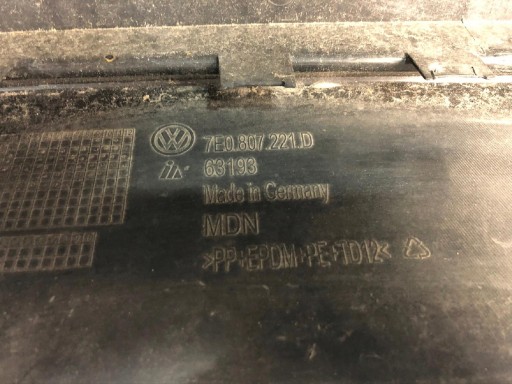 7E0.807.221.D
63193
Made in Germany
MDN
>PP+EPDM+PE+TD12<